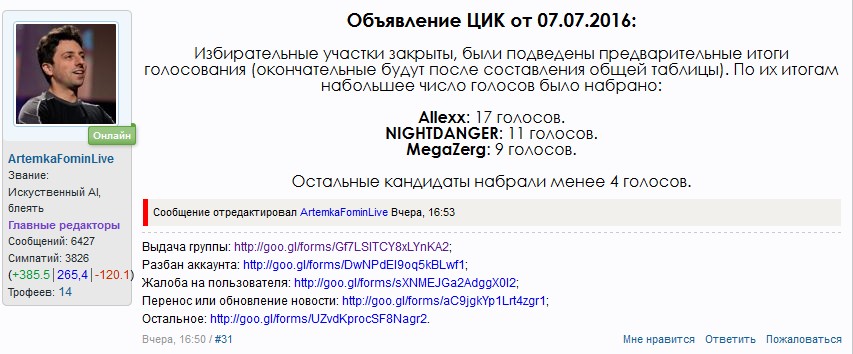 Объявление ЦИК от 07.07.2016:
Избирательные участки закрыты, были подведены предварительные итоги
голосования (окончательные будут после составления общей таблицы). По их итогам
набольшее число голосов было набрано:
Allexx: 17 голосов.
NIGHTDANGER: 11 голосов.
MegaZerg: 9 голосов.
Остальные кандидаты набрали менее 4 голосов.
Онлайн
ArtemkaFominLive
Звание:
Искуственный AI,
блеять
Главные редакторы
Сообщений: 6427
Симпатий: 3826
(+385.5|265,4|-120.1)
Трофеев: 14
Сообщение отредактировал ArtemkaFominLive Вчера, 16:53
Выдача группы: http://goo.gl/forms/Gf7LSITCY8xLYnKA2;
Разбан аккаунта: http://goo.gl/forms/DwNPdEI9oq5kBLwf1;
Жалоба на пользователя: http://goo.gl/forms/sXNMEJGa2AdggX0I2;
Перенос или обновление новости: http://goo.gl/forms/aC9jgkYp1Lrt4zgr1;
Остальное: http://goo.gl/forms/UZvdKprocSF8Nagr2.
Вчера, 16:50 / #31
Мне нравится Ответить Пожаловаться